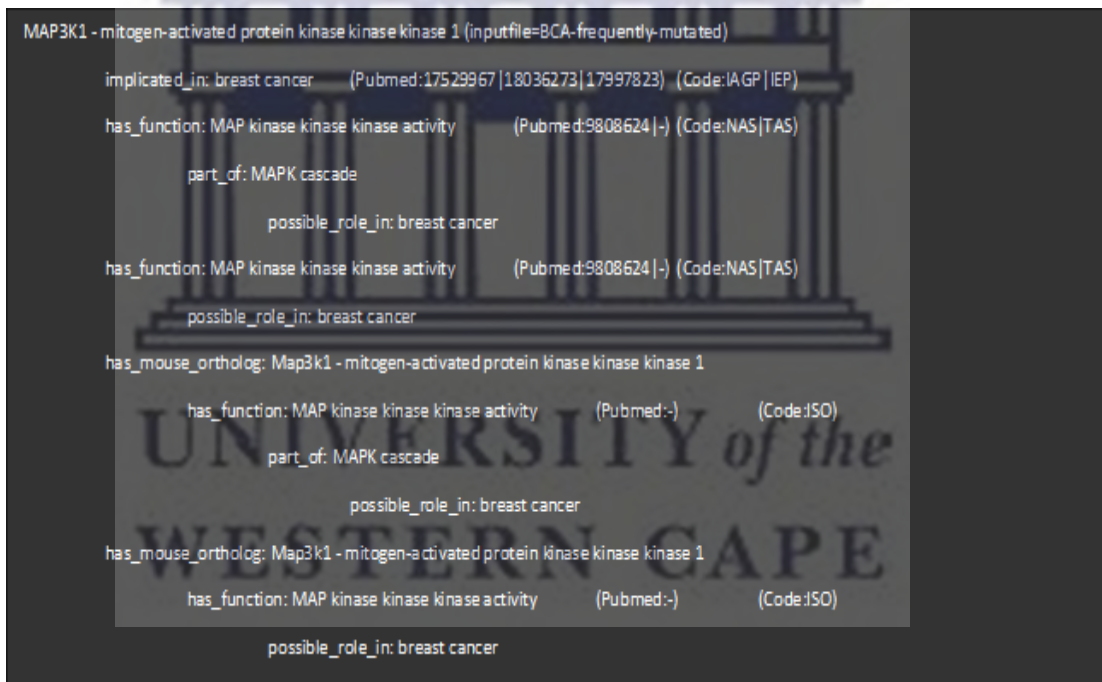 MAP3K1 - mitogen-activated protein kinase kinase kinase 1 (inputfile=BCA-frequently-mutated)
implicated_in: breast cancer (Pubmed:17529967|18036273|17997823) (Code:IAGP|IEP)
has_function: MAP kinase kinase kinase activity (Pubmed:9808624|-) (Code:NAS|TAS)
part_of: MAPK cascade
possible_role_in: breast cancer
has_function: MAP kinase kinase kinase activity (Pubmed:9808624|-) (Code:NAS|TAS)
possible_role_in: breast cancer
has_mouse_ortholog: Map3k1 - mitogen-activated protein kinase kinase kinase 1
has_function: MAP kinase kinase kinase activity (Pubmed:-) (Code:ISO)
UNIVERSITY of the
part_of: MAPK cascade
possible_role_in: breast cancer
has_mouse_ortholog: Map3k1 - mitogen-activated protein kinase kinase kinase 1
WESTERN CAPE
has_function: MAP kinase kinase kinase activity (Pubmed:-) (Code:ISO)
possible_role_in: breast cancer